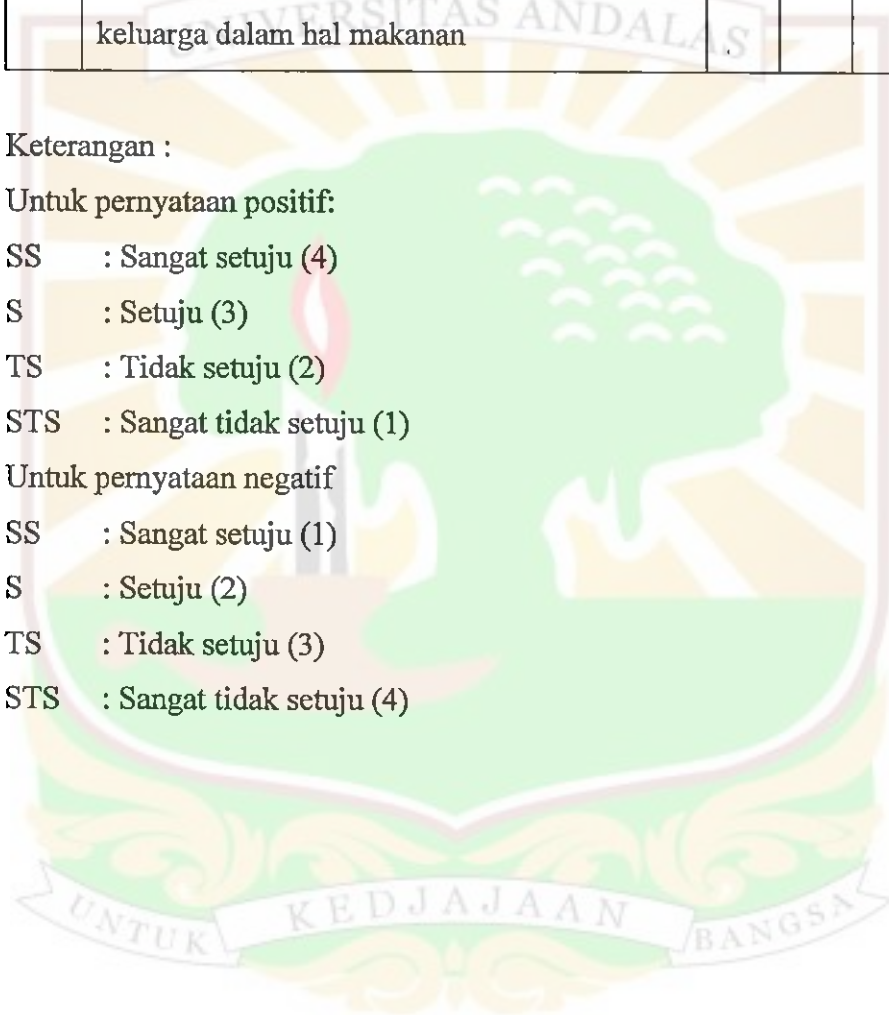 UNIVERSITAS ANDALAS
keluarga dalam hal makanan
Keterangan :
Untuk pernyataan positif:
SS : Sangat setuju (4)
S : Setuju (3)
TS : Tidak setuju (2)
STS : Sangat tidak setuju (1)
Untuk pernyataan negatif
SS : Sangat setuju (1)
S : Setuju (2)
TS : Tidak setuju (3)
STS : Sangat tidak setuju (4)
UNTUK KEDJAJAAN BANGSA